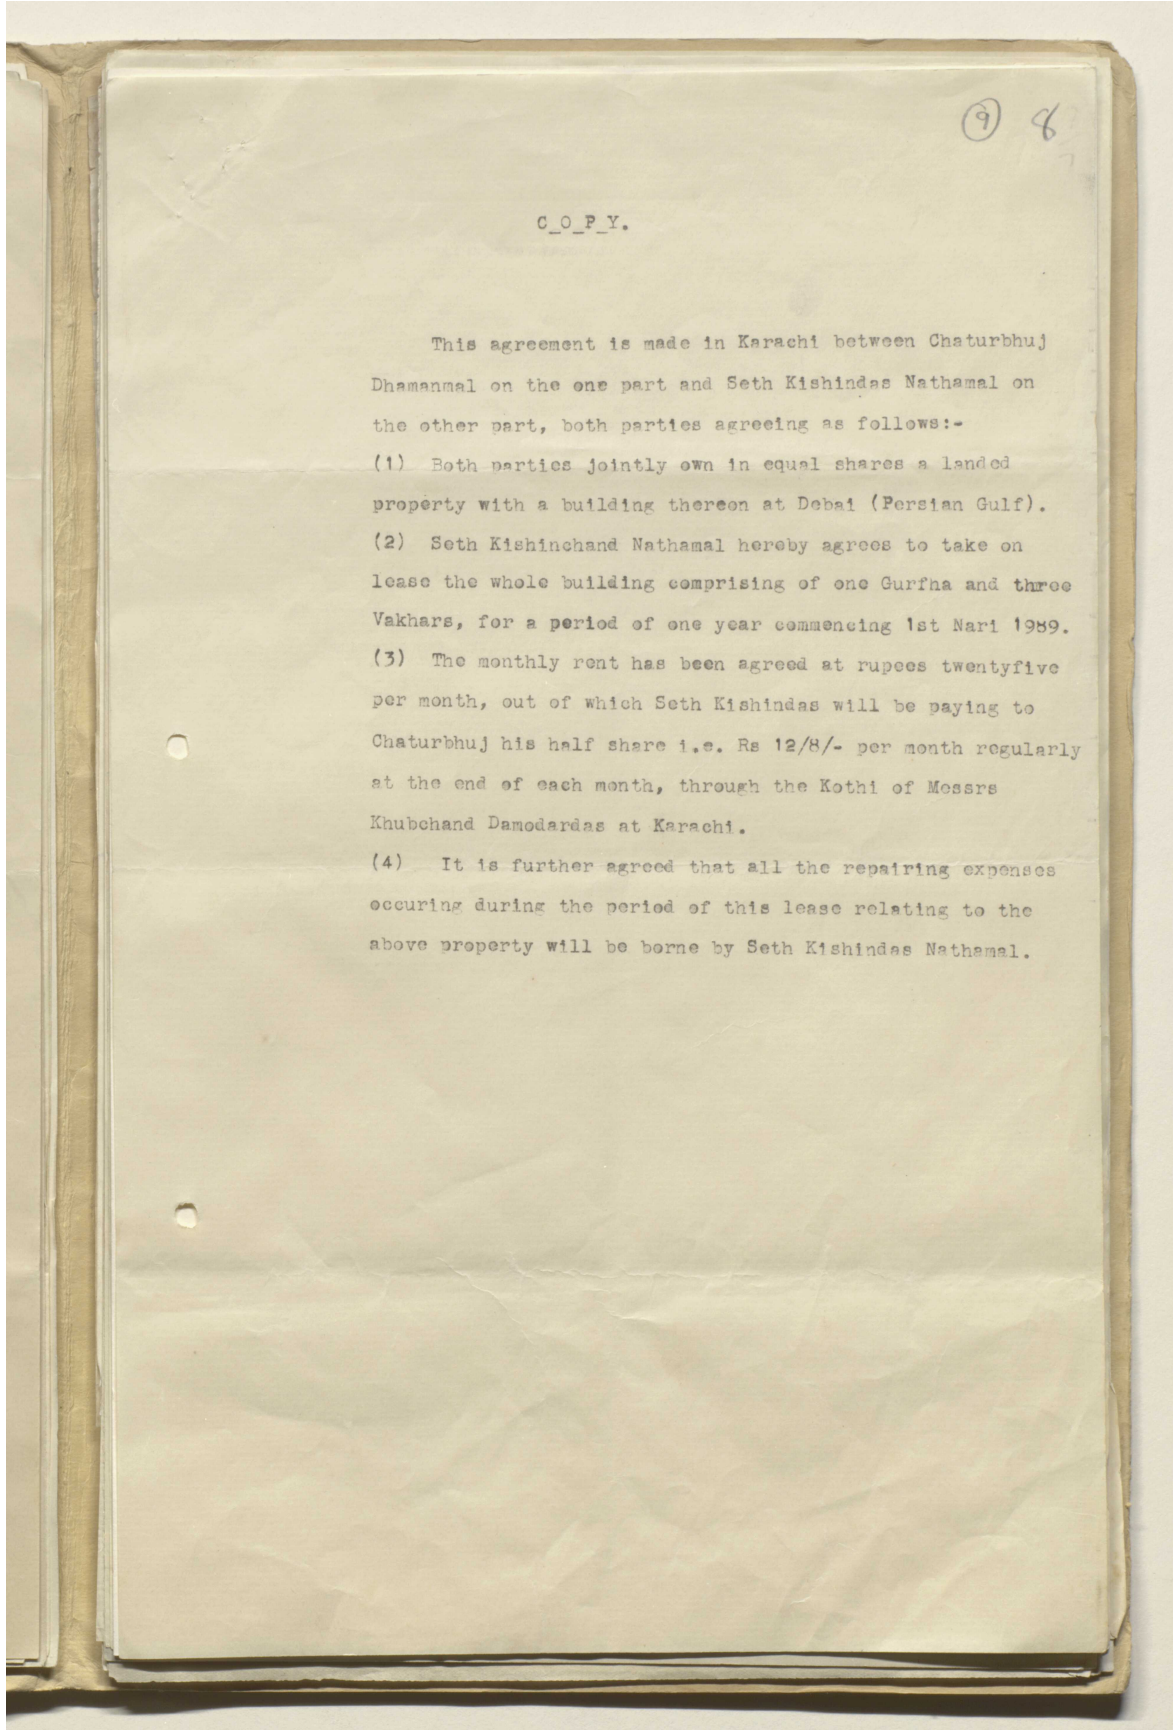 9 8
C_O_P_Y.
This agreement is made in Karachi between Chaturbhuj
Dhamanmal on the one part and Seth Kishindas Nathamal on
the other part, both parties agreeing as follows:-
(1) Both parties jointly own in equal shares a landed
property with a building thereon at Debai (Persian Gulf).
(2) Seth Kishinchand Nathamal hereby agrees to take on
lease the whole building comprising of one Gurfha and three
Vakhars, for a period of one year commencing 1st Nari 1989.
(3) The monthly rent has been agreed at rupees twentyfive
per month, out of which Seth Kishindas will be paying to
Chaturbhuj his half share i.e. Rs 12/8/- per month regularly
at the end of each month, through the Kothi of Messrs
Khubchand Damodardas at Karachi.
(4) It is further agreed that all the repairing expenses
occuring during the period of this lease relating to the
above property will be borne by Seth Kishindas Nathamal.